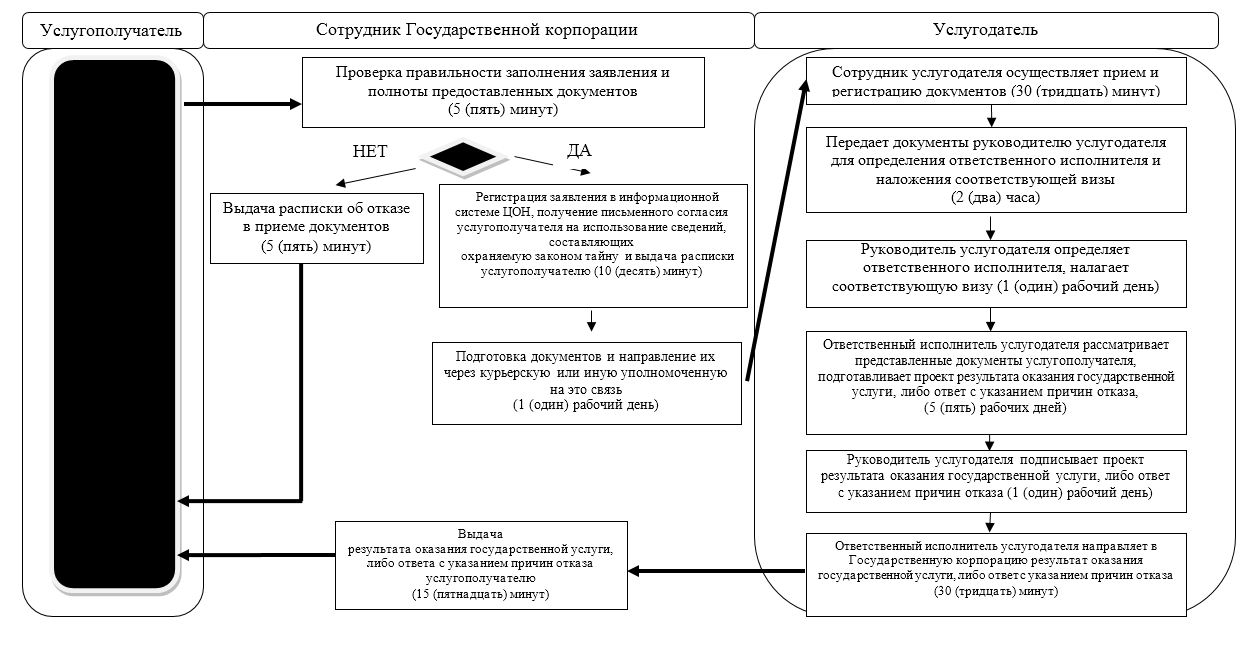 Услугополучатель
Сотрудник Государственной корпорации
Услугодатель
Проверка правильности заполнения заявления и
полноты предоставленных документов
(5 (пять) минут)
НЕТ
ДА
Выдача расписки об отказе
в приеме документов
(5 (пять) минут)
Регистрация заявления в информационной
системе ЦОН, получение письменного согласия
услугополучателя на использование сведений,
составляющих
охраняемую законом тайну и выдача расписки
услугополучателю (10 (десять) минут)
Подготовка документов и направление их
через курьерскую или иную уполномоченную
на это связь
(1 (один) рабочий день)
Сотрудник услугодателя осуществляет прием и
регистрацию документов (30 (тридцать) минут)
Передает документы руководителю услугодателя
для определения ответственного исполнителя и
наложения соответствующей визы
(2 (два) часа)
Руководитель услугодателя определяет
ответственного исполнителя, налагает
соответствующую визу (1 (один) рабочий день)
Ответственный исполнитель услугодателя рассматривает
представленные документы услугополучателя,
подготавливает проект результата оказания государственной
услуги, либо ответ с указанием причин отказа,
(5 (пять) рабочих дней)
Руководитель услугодателя подписывает проект
результата оказания государственной услуги, либо ответ
с указанием причин отказа (1 (один) рабочий день)
Ответственный исполнитель услугодателя направляет в
Государственную корпорацию результат оказания
государственной услуги, либо ответ с указанием причин отказа
(30 (тридцать) минут)
Выдача
результата оказания государственной услуги,
либо ответа с указанием причин отказа
услугополучателю
(15 (пятнадцать) минут)